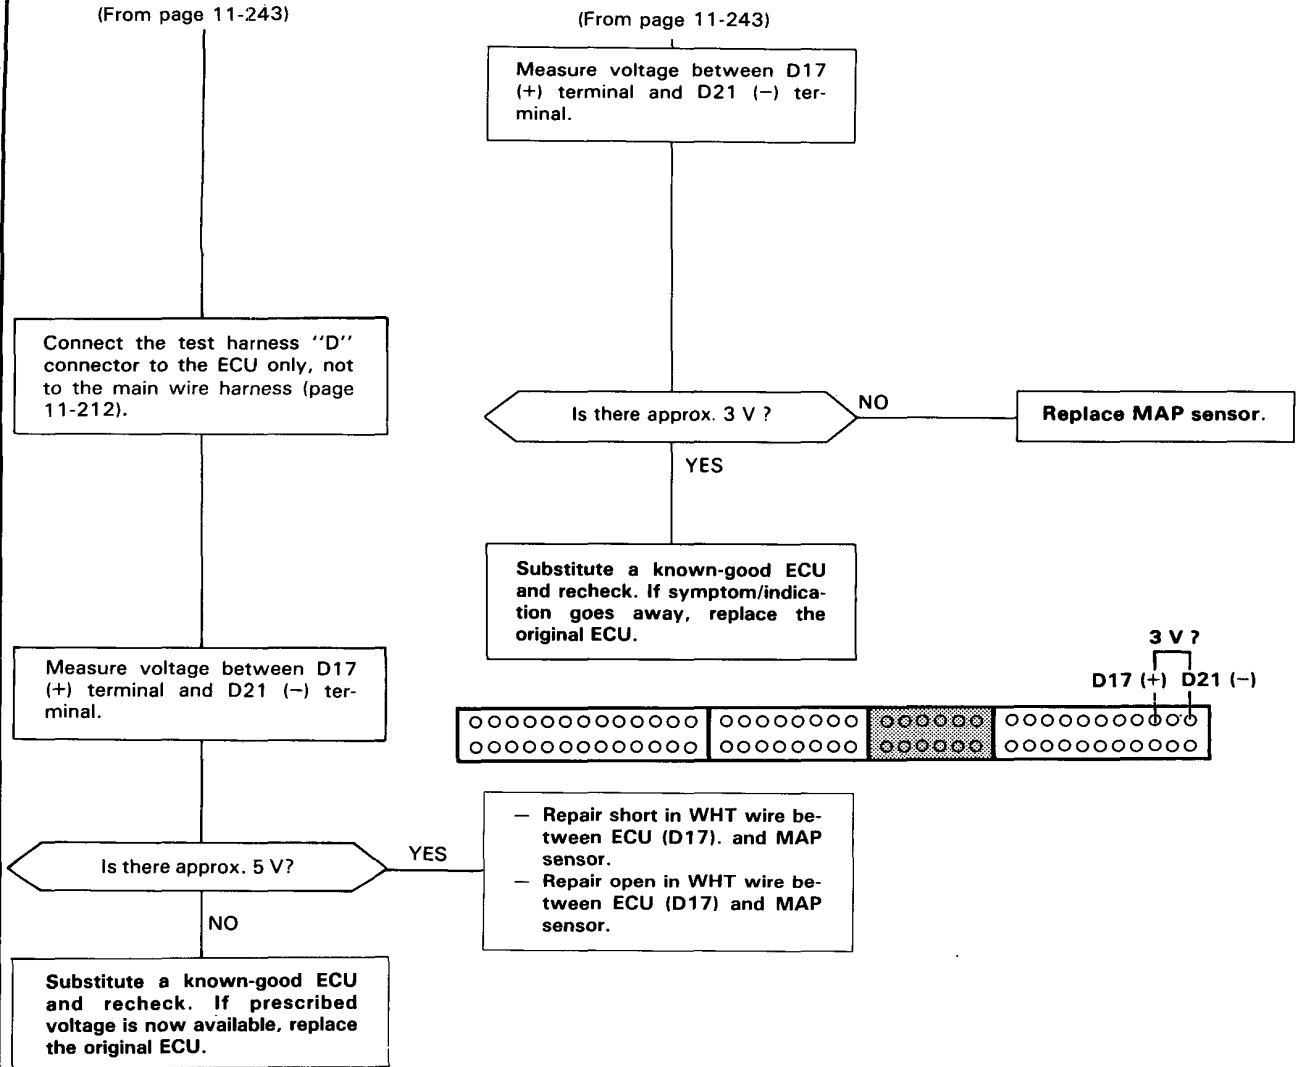 (From page 11-243)
Connect the test harness "D"
connector to the ECU only, not
to the main wire harness (page
11-212).
Measure voltage between D17
(+) terminal and D21 (−) ter-
minal.
Is there approx. 5 V?
YES
— Repair short in WHT wire be-
tween ECU (D17). and MAP
sensor.
— Repair open in WHT wire be-
tween ECU (D17) and MAP
sensor.
NO
Substitute a known-good ECU
and recheck. If prescribed
voltage is now available, replace
the original ECU.
(From page 11-243)
Measure voltage between D17
(+) terminal and D21 (−) ter-
minal.
Is there approx. 3 V ?
NO
Replace MAP sensor.
YES
Substitute a known-good ECU
and recheck. If symptom/indica-
tion goes away, replace the
original ECU.
3 V ?
D17 (+) D21 (−)